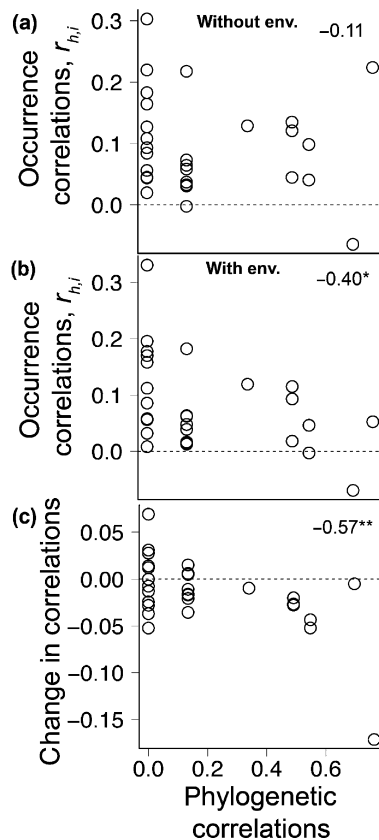 (a)
Without env.
−0.11
Occurrence
correlations, r_h,i
0.3
0.2
0.1
0.0
(b)
With env.
−0.40*
Occurrence
correlations, r_h,i
0.3
0.2
0.1
0.0
(c)
−0.57**
Change in correlations
0.05
0.00
−0.05
−0.10
−0.15
0.0 0.2 0.4 0.6
Phylogenetic
correlations